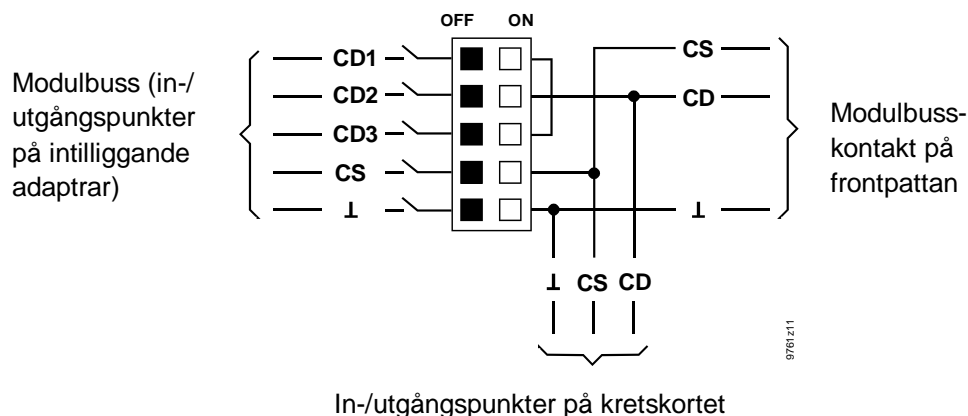 OFF ON
CD1
CD2
CD3
CS
⊥
Modulbuss (in-/
utgångspunkter
på intilliggande
adaptrar)
CS
CD
⊥
Modulbuss-
kontakt på
frontpattan
⊥ CS CD
9761z11
In-/utgångspunkter på kretskortet